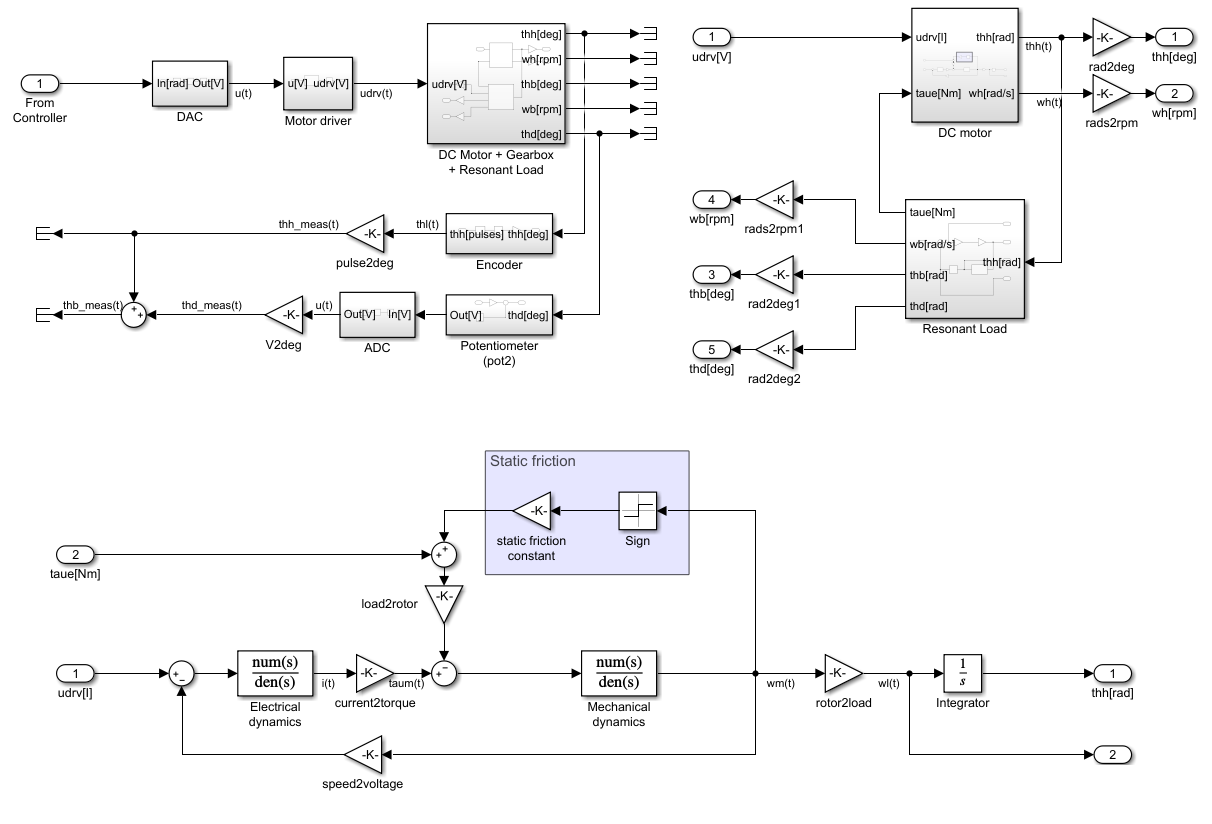 1
From
Controller
In[rad] Out[V]
DAC
u(t)
u[V] udrv[V]
Motor driver
udrv(t)
udrv[V]
thh[deg]
wh[rpm]
thb[deg]
wb[rpm]
thd[deg]
DC Motor + Gearbox
+ Resonant Load
thh_meas(t)
-K-
pulse2deg
thl(t)
thh[pulses] thh[deg]
Encoder
thb_meas(t)
++
thd_meas(t)
-K-
V2deg
u(t)
Out[V] In[V]
ADC
Out[V] thd[deg]
Potentiometer
(pot2)
1
udrv[V]
udrv[I]
taue[Nm]
thh[rad]
wh[rad/s]
DC motor
thh(t)
wh(t)
-K-
rad2deg
1
thh[deg]
-K-
rads2rpm
2
wh[rpm]
4
wb[rpm]
-K-
rads2rpm1
3
thb[deg]
-K-
rad2deg1
5
thd[deg]
-K-
rad2deg2
taue[Nm]
wb[rad/s]
thb[rad]
thd[rad]
thh[rad]
Resonant Load
Static friction
-K-
static friction
constant
Sign
2
taue[Nm]
++
load2rotor
-K-
1
udrv[I]
+−
num(s)
den(s)
Electrical
dynamics
i(t)
-K-
current2torque
taum(t)
+−
num(s)
den(s)
Mechanical
dynamics
wm(t)
-K-
rotor2load
wl(t)
1
s
Integrator
1
thh[rad]
2
-K-
speed2voltage